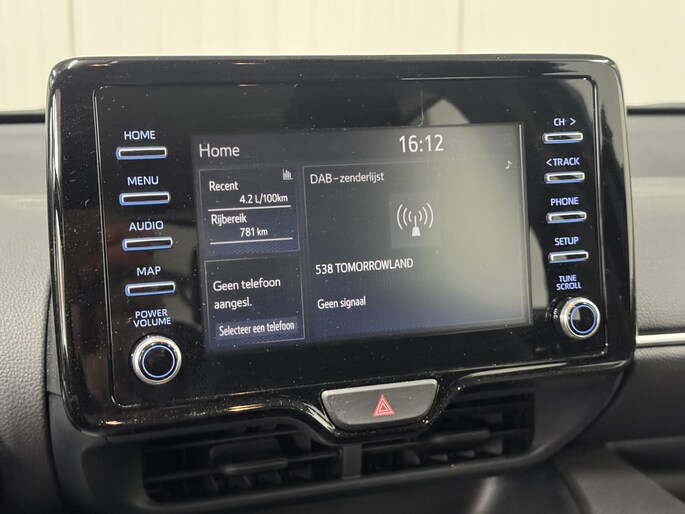 HOME
MENU
AUDIO
MAP
POWER
VOLUME
Home
16:12
Recent
4.2 L/100km
Rijbereik
781 km
Geen telefoon
aangesl.
Selecteer een telefoon
DAB-zenderlijst
538 TOMORROWLAND
Geen signaal
CH >
< TRACK
PHONE
SETUP
TUNE
SCROLL